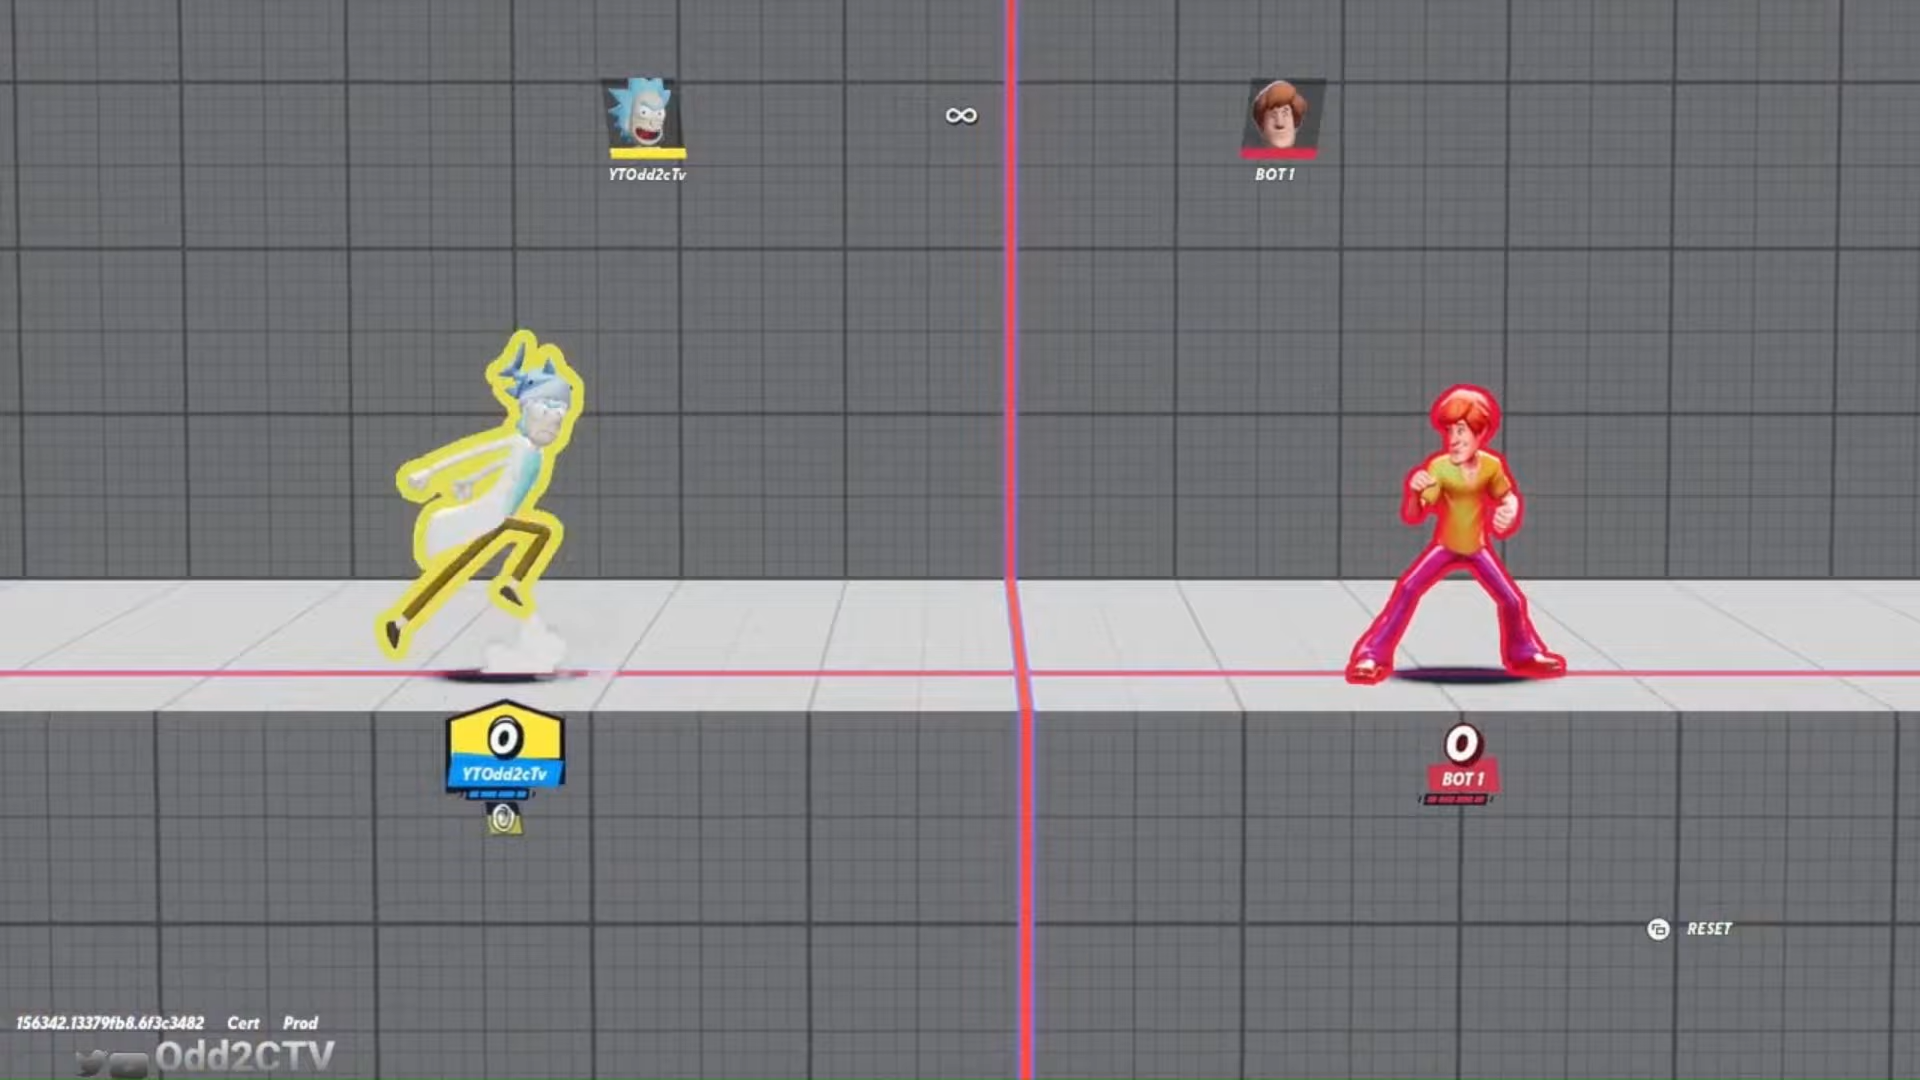 ∞
YTOdd2cTv
BOT 1
0
YTOdd2cTv
0
BOT 1
RESET
156342.13379fb8.6f3c3482 Cert Prod
Odd2CTV